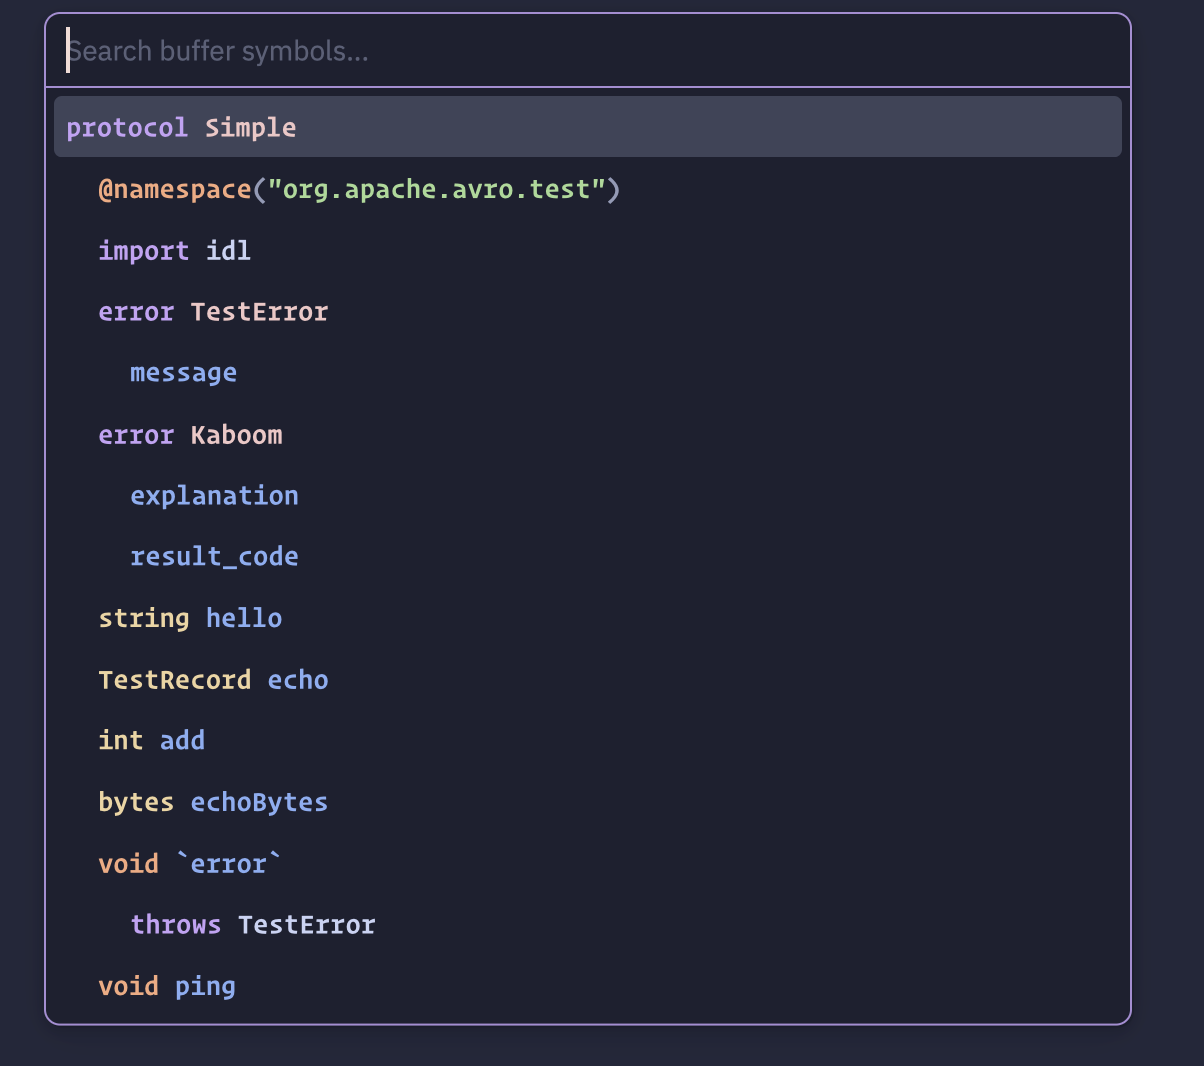 Search buffer symbols...
protocol Simple
@namespace("org.apache.avro.test")
import idl
error TestError
message
error Kaboom
explanation
result_code
string hello
TestRecord echo
int add
bytes echoBytes
void `error`
throws TestError
void ping